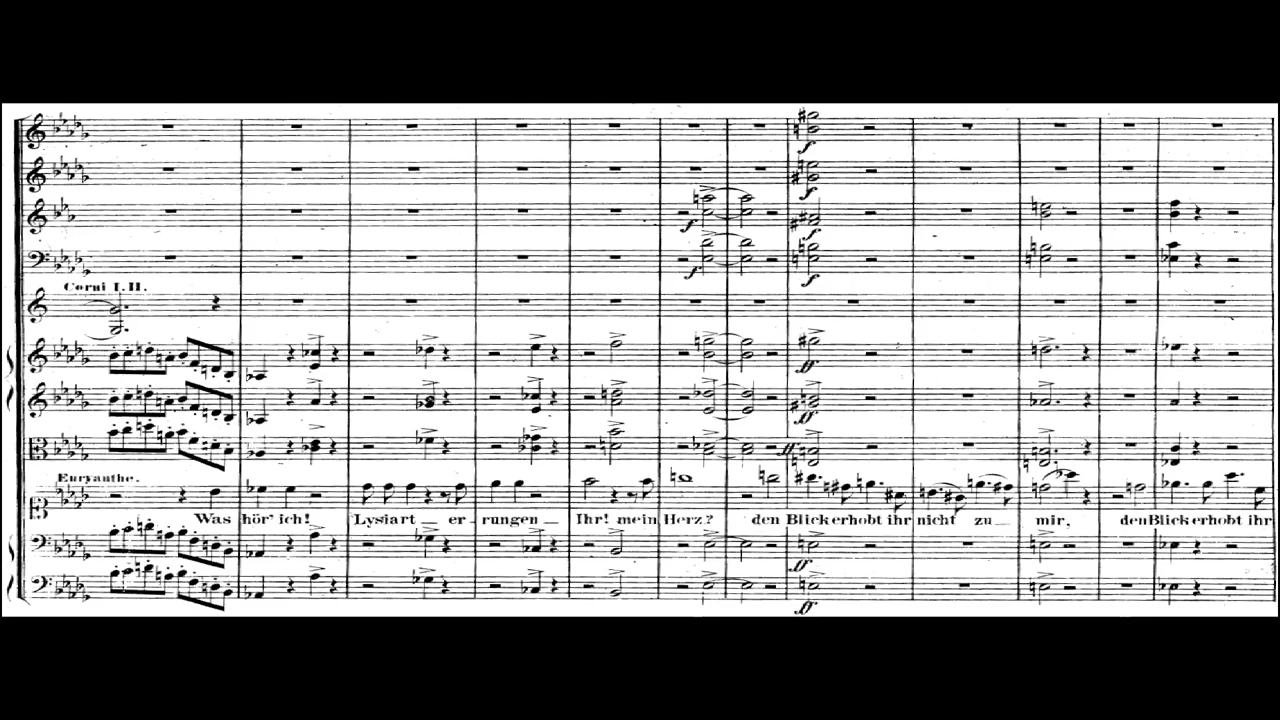 Corni I. II.
Euryanthe.
Was hör' ich! Lysiart er-rungen Ihr! mein Herz? den Blick erhobt ihr nicht zu mir, den Blick erhobt ihr